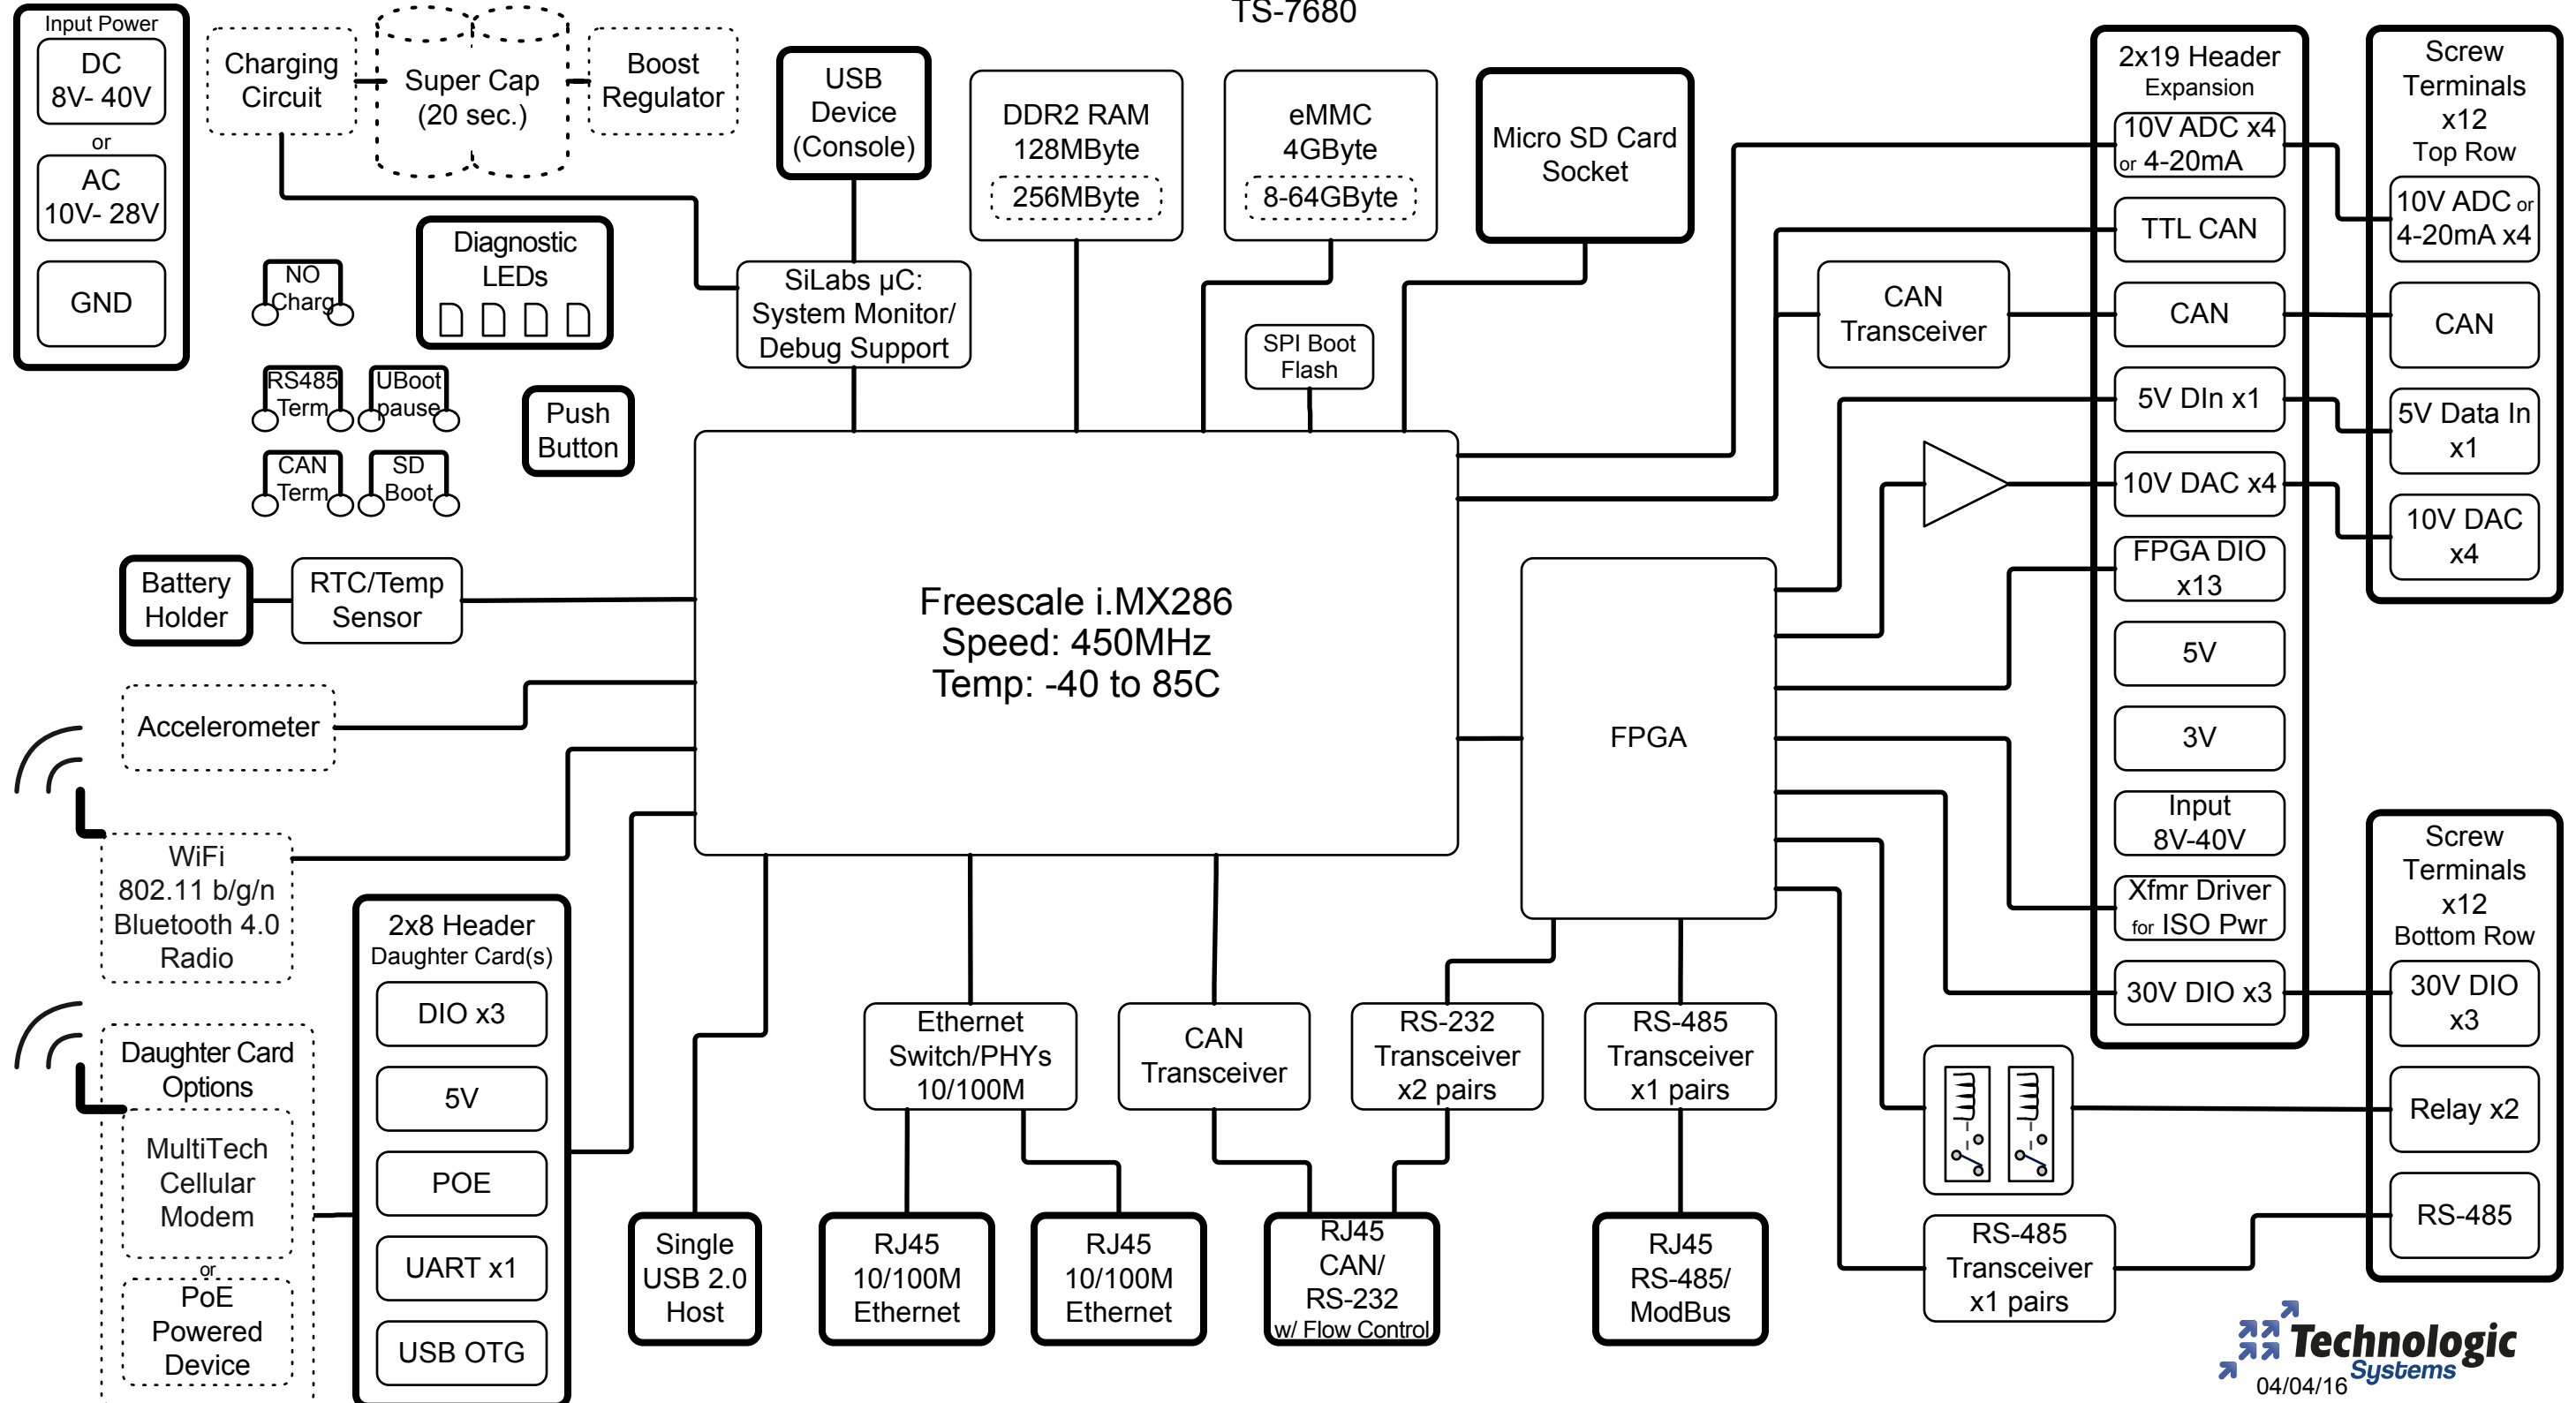 TS-7680
Input Power
DC
8V- 40V
or
AC
10V- 28V
GND
Charging
Circuit
Super Cap
(20 sec.)
Boost
Regulator
USB
Device
(Console)
DDR2 RAM
128MByte
256MByte
eMMC
4GByte
8-64GByte
Micro SD Card
Socket
Diagnostic
LEDs
NO
Charg
RS485
Term
UBoot
pause
CAN
Term
SD
Boot
Push
Button
SiLabs µC:
System Monitor/
Debug Support
SPI Boot
Flash
Battery
Holder
RTC/Temp
Sensor
Accelerometer
WiFi
802.11 b/g/n
Bluetooth 4.0
Radio
Daughter Card
Options
MultiTech
Cellular
Modem
or
PoE
Powered
Device
2x8 Header
Daughter Card(s)
DIO x3
5V
POE
UART x1
USB OTG
Freescale i.MX286
Speed: 450MHz
Temp: -40 to 85C
FPGA
CAN
Transceiver
Ethernet
Switch/PHYs
10/100M
CAN
Transceiver
RS-232
Transceiver
x2 pairs
RS-485
Transceiver
x1 pairs
Single
USB 2.0
Host
RJ45
10/100M
Ethernet
RJ45
10/100M
Ethernet
RJ45
CAN/
RS-232
w/ Flow Control
RJ45
RS-485/
ModBus
2x19 Header
Expansion
10V ADC x4
or 4-20mA
TTL CAN
CAN
5V DIn x1
10V DAC x4
FPGA DIO
x13
5V
3V
Input
8V-40V
Xfmr Driver
for ISO Pwr
30V DIO x3
RS-485
Transceiver
x1 pairs
Screw
Terminals
x12
Top Row
10V ADC or
4-20mA x4
CAN
5V Data In
x1
10V DAC
x4
Screw
Terminals
x12
Bottom Row
30V DIO
x3
Relay x2
RS-485
Technologic
Systems
04/04/16